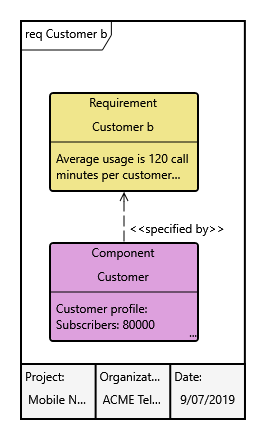 req Customer b
Requirement
Customer b
Average usage is 120 call
minutes per customer...
<<specified by>>
Component
Customer
Customer profile:
Subscribers: 80000
...
Project:
Mobile N...
Organizat...
ACME Tel...
Date:
9/07/2019